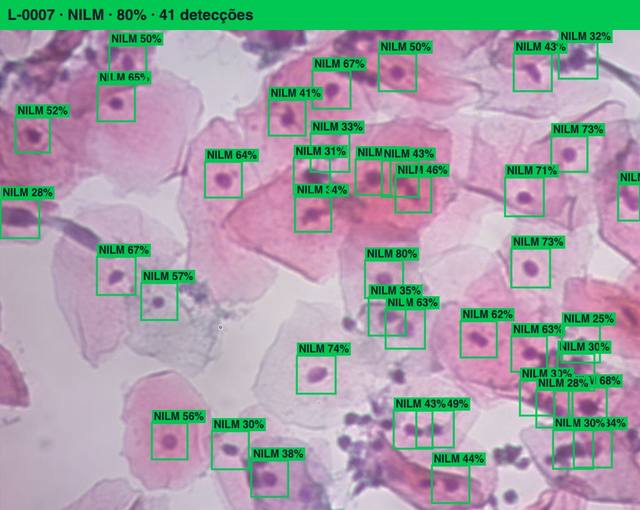 L-0007 · NILM · 80% · 41 detecções
NILM 50%
NILM 32%
NILM 50%
NILM 43%
NILM 67%
NILM 65%
NILM 41%
NILM 52%
NILM 33%
NILM 73%
NILM 64%
NILM 31%
NILM 43%
NILM 46%
NILM 71%
NILM 28%
NILM 34%
NILM 67%
NILM 80%
NILM 73%
NILM 57%
NILM 35%
NILM 63%
NILM 62%
NILM 25%
NILM 63%
NILM 30%
NILM 74%
NILM 30%
NILM 28%
68%
NILM 43%
49%
NILM 56%
NILM 30%
NILM 30%
34%
NILM 38%
NILM 44%